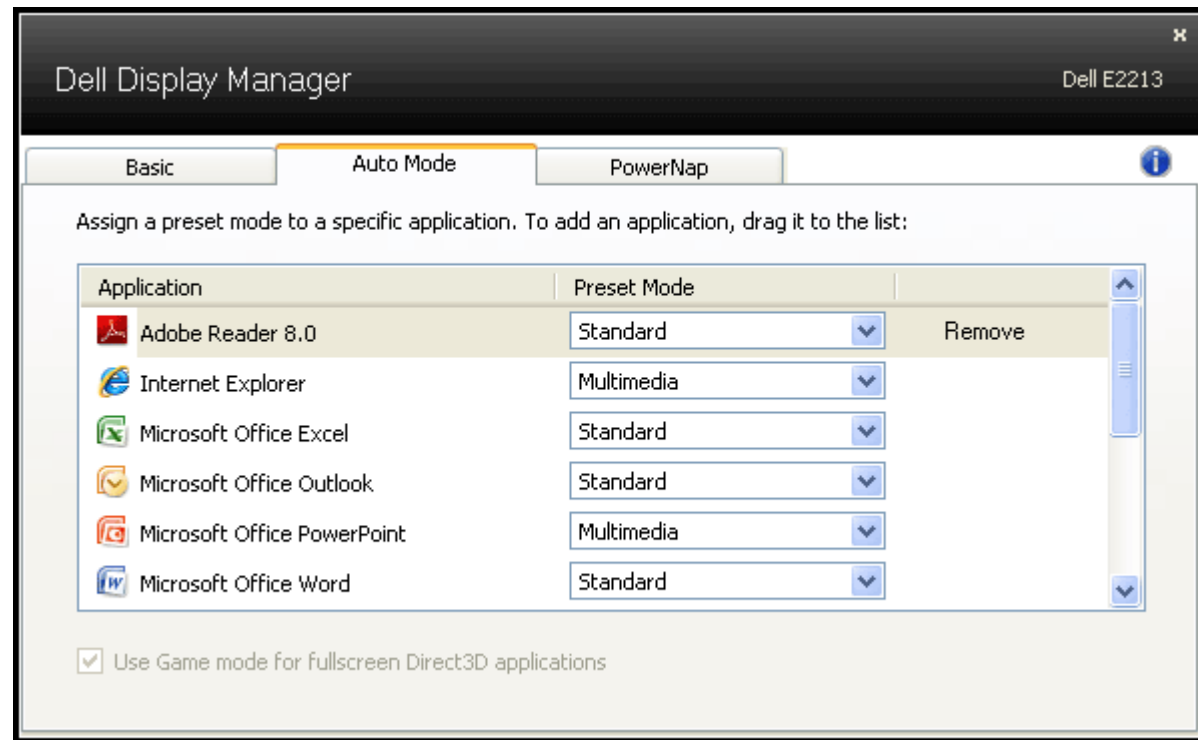 x
Dell Display Manager Dell E2213
Basic Auto Mode PowerNap
Assign a preset mode to a specific application. To add an application, drag it to the list:
Application Preset Mode
Adobe Reader 8.0 Standard Remove
Internet Explorer Multimedia
Microsoft Office Excel Standard
Microsoft Office Outlook Standard
Microsoft Office PowerPoint Multimedia
Microsoft Office Word Standard
Use Game mode for fullscreen Direct3D applications